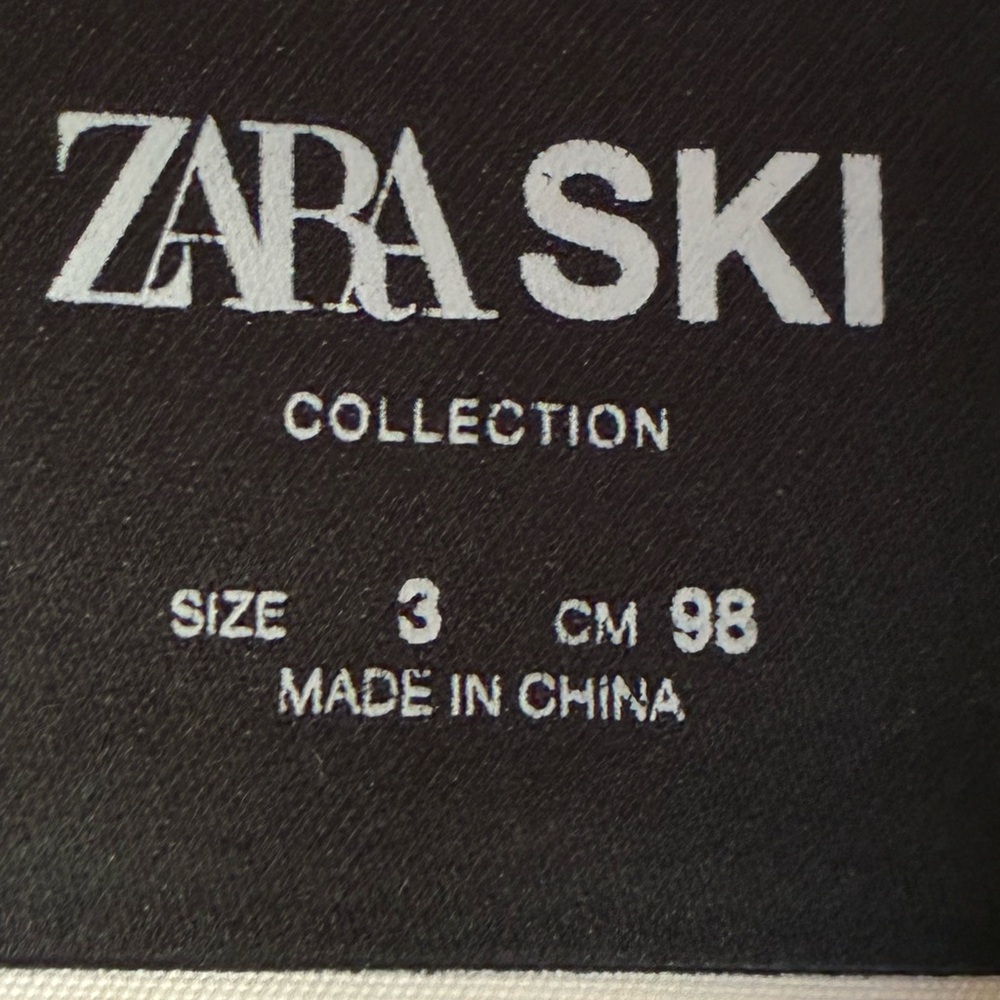 ZARA SKI
COLLECTION
SIZE 3 CM 98
MADE IN CHINA